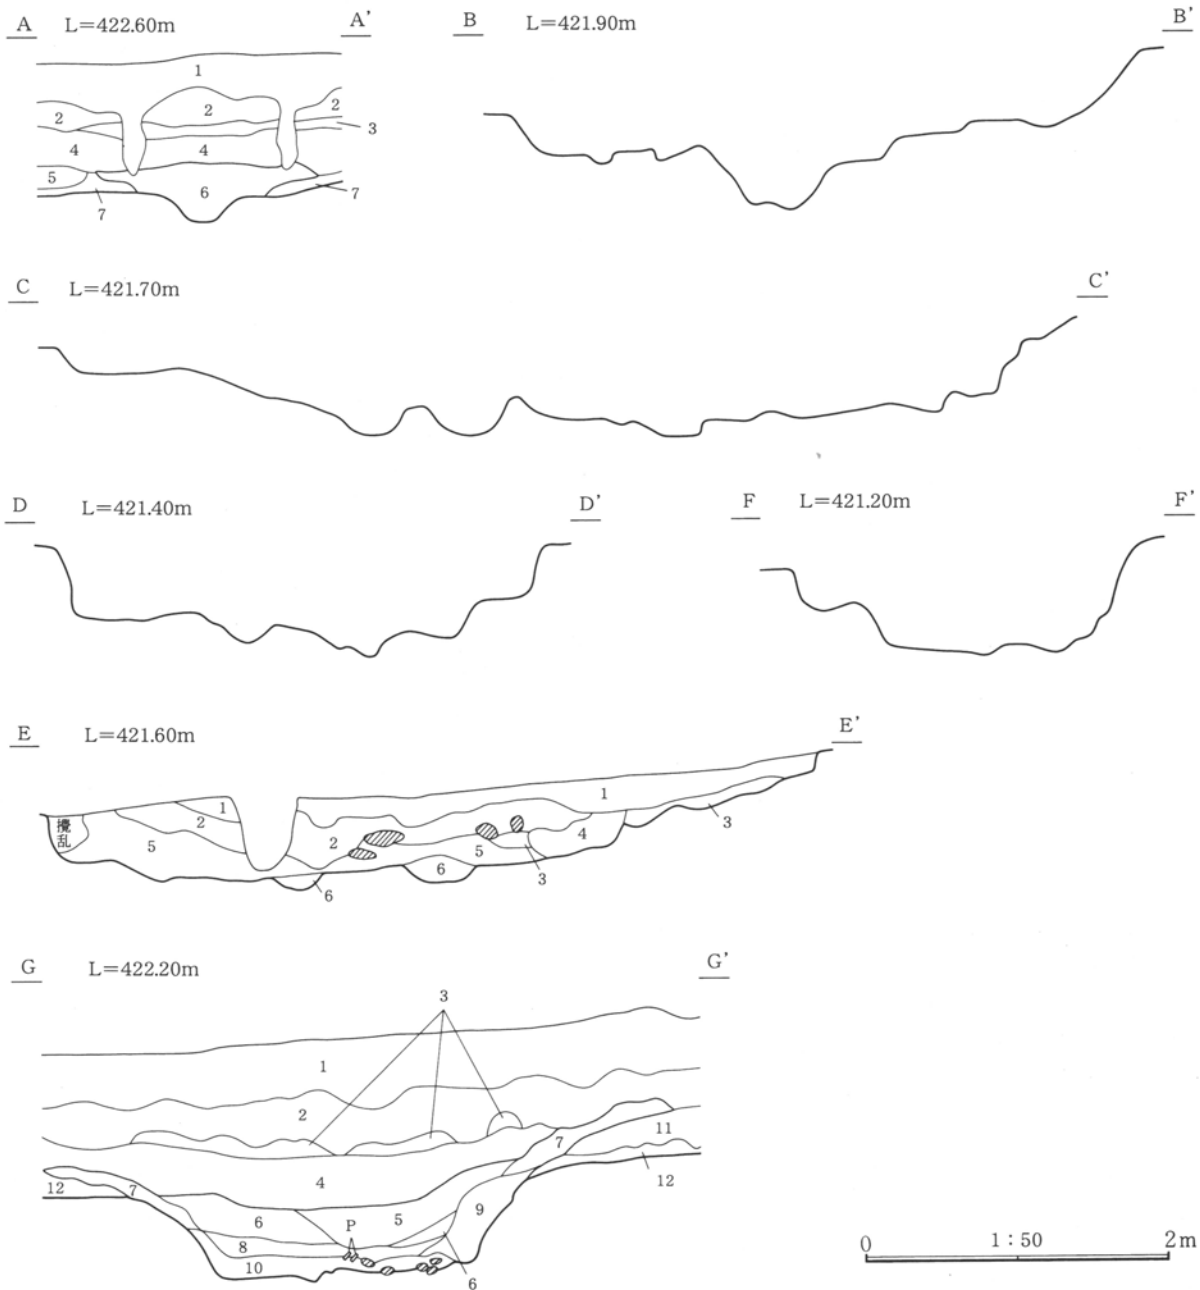 A L=422.60m A'
1
2 2 2
3
4 4
5 6 7
7
B L=421.90m B'
C L=421.70m C'
D L=421.40m D'
F L=421.20m F'
E L=421.60m E'
1 1
攪乱 2 2 3
5 5 4
6 3
6
G L=422.20m G'
3
1
2
7 11
4 12
12 7
6 5 9
P
8
10 6
0 1:50 2m